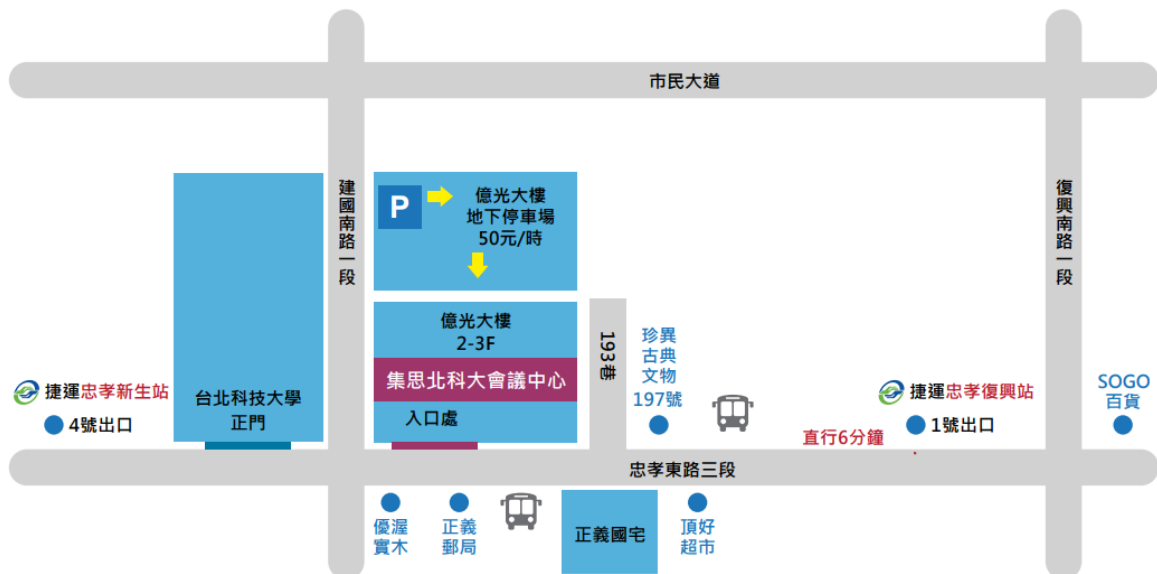 市民大道
建國南路一段
復興南路一段
P
億光大樓
地下停車場
50元/時
億光大樓
2-3F
集思北科大會議中心
入口處
193巷
珍異
古典
文物
197號
捷運忠孝新生站
4號出口
台北科技大學
正門
捷運忠孝復興站
1號出口
直行6分鐘
SOGO
百貨
忠孝東路三段
優渥
實木
正義
郵局
正義國宅
頂好
超市